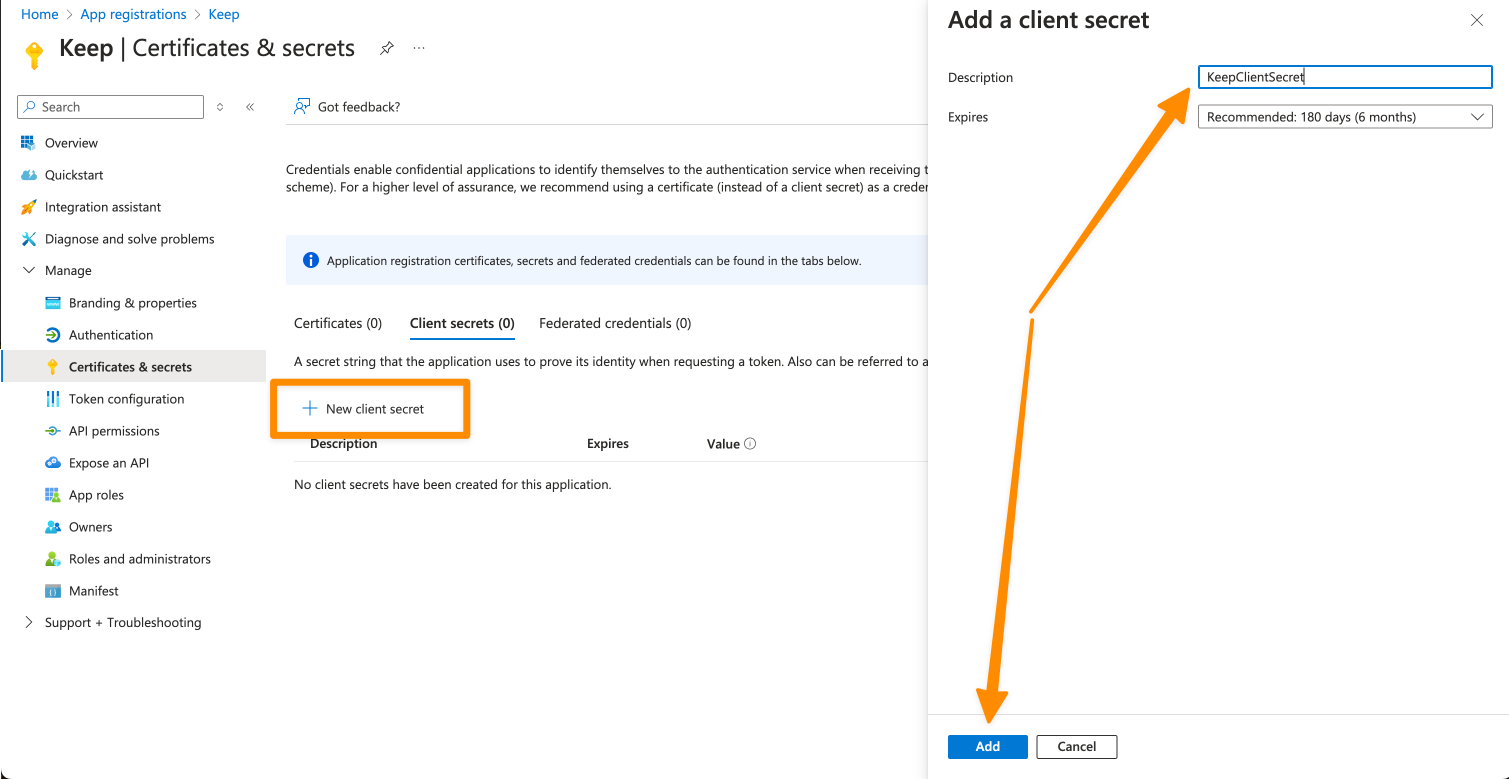 Home > App registrations > Keep
Keep | Certificates & secrets
Search
Overview
Quickstart
Integration assistant
Diagnose and solve problems
Manage
Branding & properties
Authentication
Certificates & secrets
Token configuration
API permissions
Expose an API
App roles
Owners
Roles and administrators
Manifest
Support + Troubleshooting
Got feedback?
Credentials enable confidential applications to identify themselves to the authentication service when receiving
scheme). For a higher level of assurance, we recommend using a certificate (instead of a client secret) as a
Application registration certificates, secrets and federated credentials can be found in the tabs below.
Certificates (0) Client secrets (0) Federated credentials (0)
A secret string that the application uses to prove its identity when requesting a token. Also can be referred to
New client secret
Description Expires Value
No client secrets have been created for this application.
Add a client secret
Description KeepClientSecret
Expires Recommended: 180 days (6 months)
Add Cancel